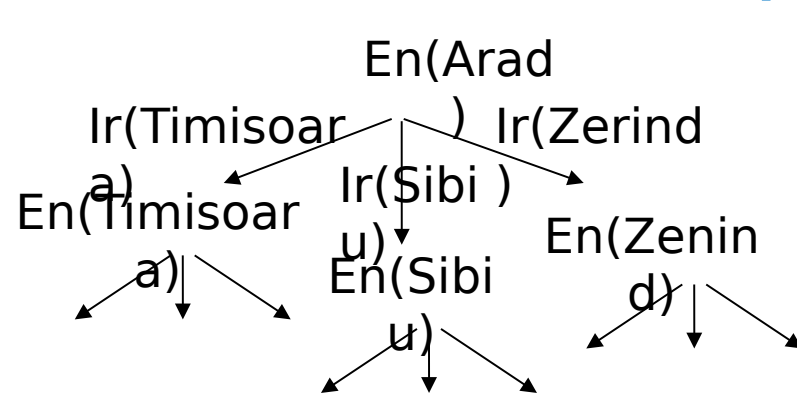 En(Arad
)
Ir(Timisoar
a)
Ir(Zerind
)
Ir(Sibi
u)
En(Timisoar
a)
En(Sibi
u)
En(Zenin
d)